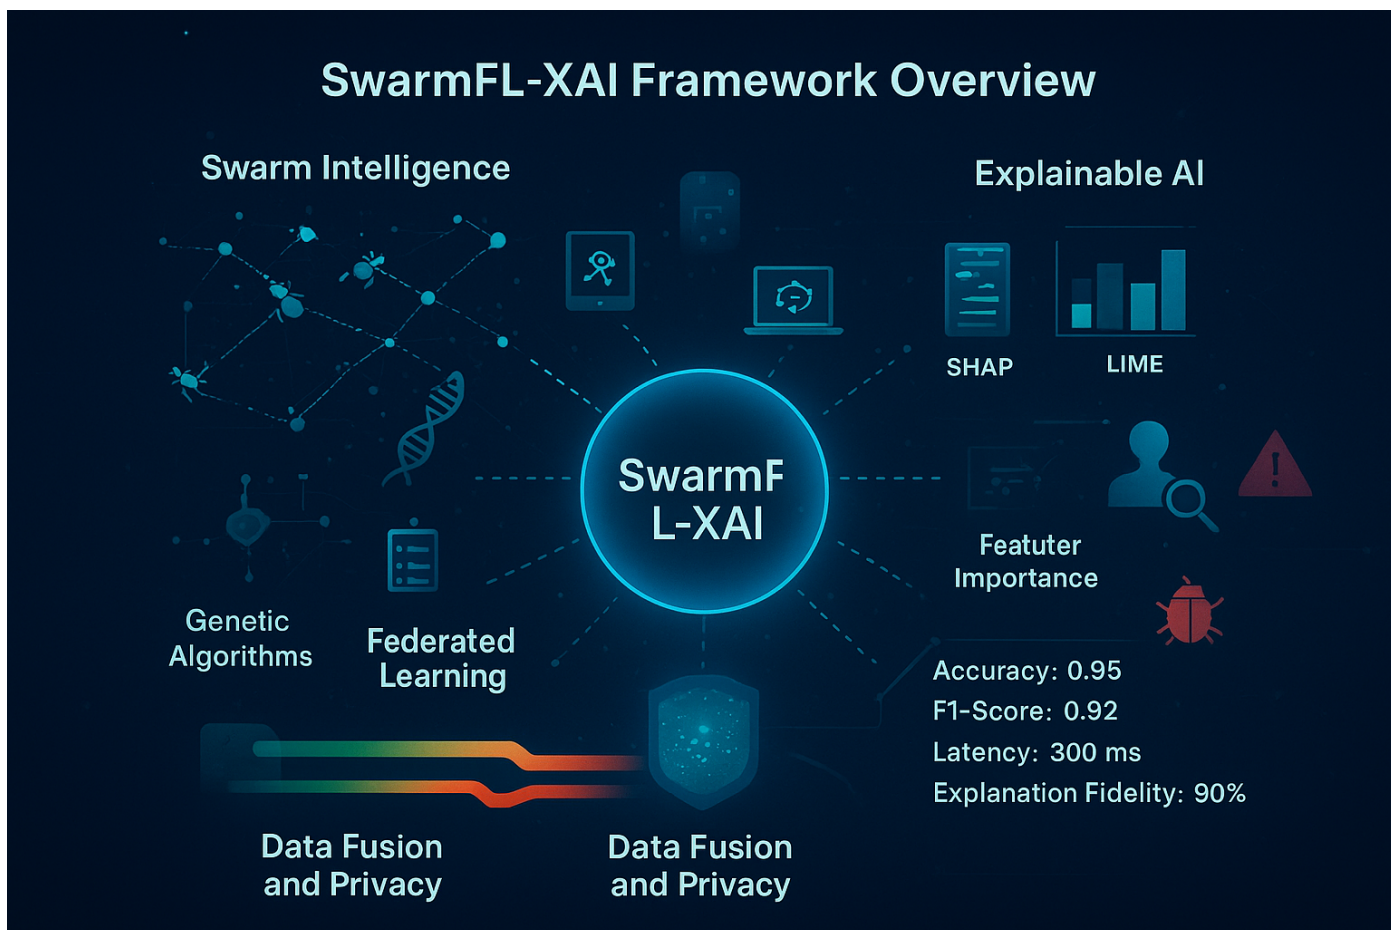 SwarmFL-XAI Framework Overview
Swarm Intelligence
Explainable AI
SHAP
LIME
SwarmF
L-XAI
Featuter
Importance
Genetic
Algorithms
Federated
Learning
Accuracy: 0.95
F1-Score: 0.92
Latency: 300 ms
Explanation Fidelity: 90%
Data Fusion
and Privacy
Data Fusion
and Privacy